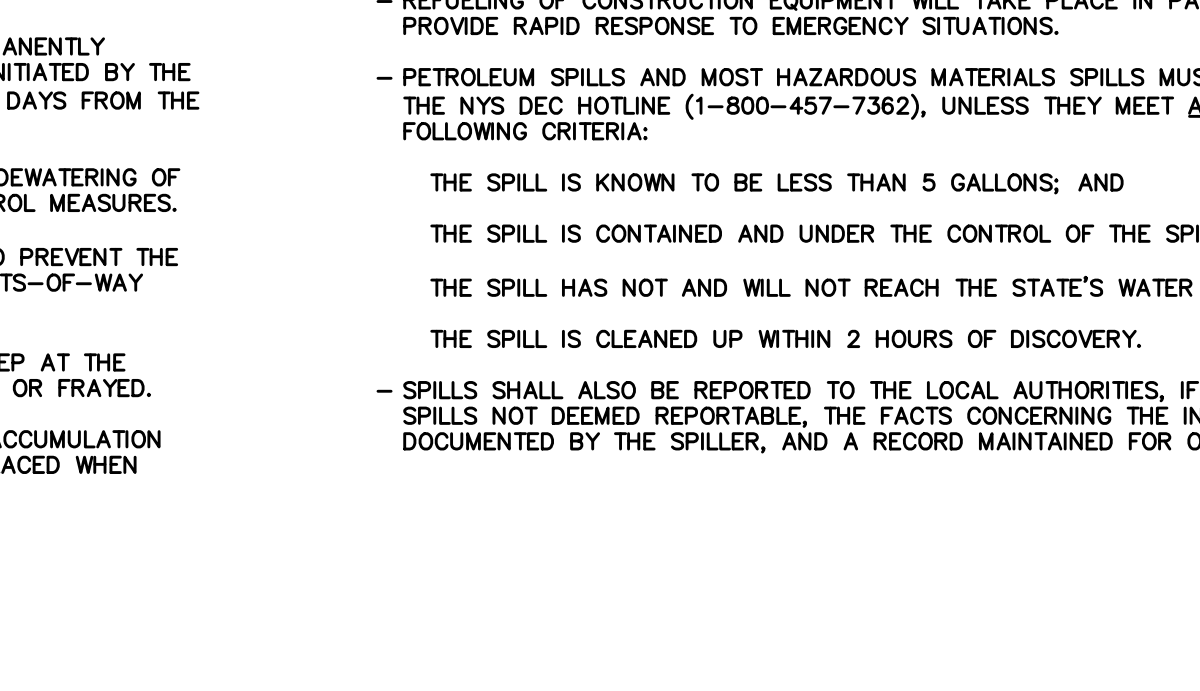 ANENTLY
NITIATED BY THE
DAYS FROM THE
DEWATERING OF
ROL MEASURES.
PREVENT THE
TS–OF–WAY
EP AT THE
OR FRAYED.
ACCUMULATION
ACED WHEN
– REFUELING OF CONSTRUCTION EQUIPMENT WILL TAKE PLACE IN PA
PROVIDE RAPID RESPONSE TO EMERGENCY SITUATIONS.
– PETROLEUM SPILLS AND MOST HAZARDOUS MATERIALS SPILLS MUS
THE NYS DEC HOTLINE (1–800–457–7362), UNLESS THEY MEET A
FOLLOWING CRITERIA:
THE SPILL IS KNOWN TO BE LESS THAN 5 GALLONS; AND
THE SPILL IS CONTAINED AND UNDER THE CONTROL OF THE SPI
THE SPILL HAS NOT AND WILL NOT REACH THE STATE'S WATER
THE SPILL IS CLEANED UP WITHIN 2 HOURS OF DISCOVERY.
– SPILLS SHALL ALSO BE REPORTED TO THE LOCAL AUTHORITIES, IF
SPILLS NOT DEEMED REPORTABLE, THE FACTS CONCERNING THE IN
DOCUMENTED BY THE SPILLER, AND A RECORD MAINTAINED FOR O